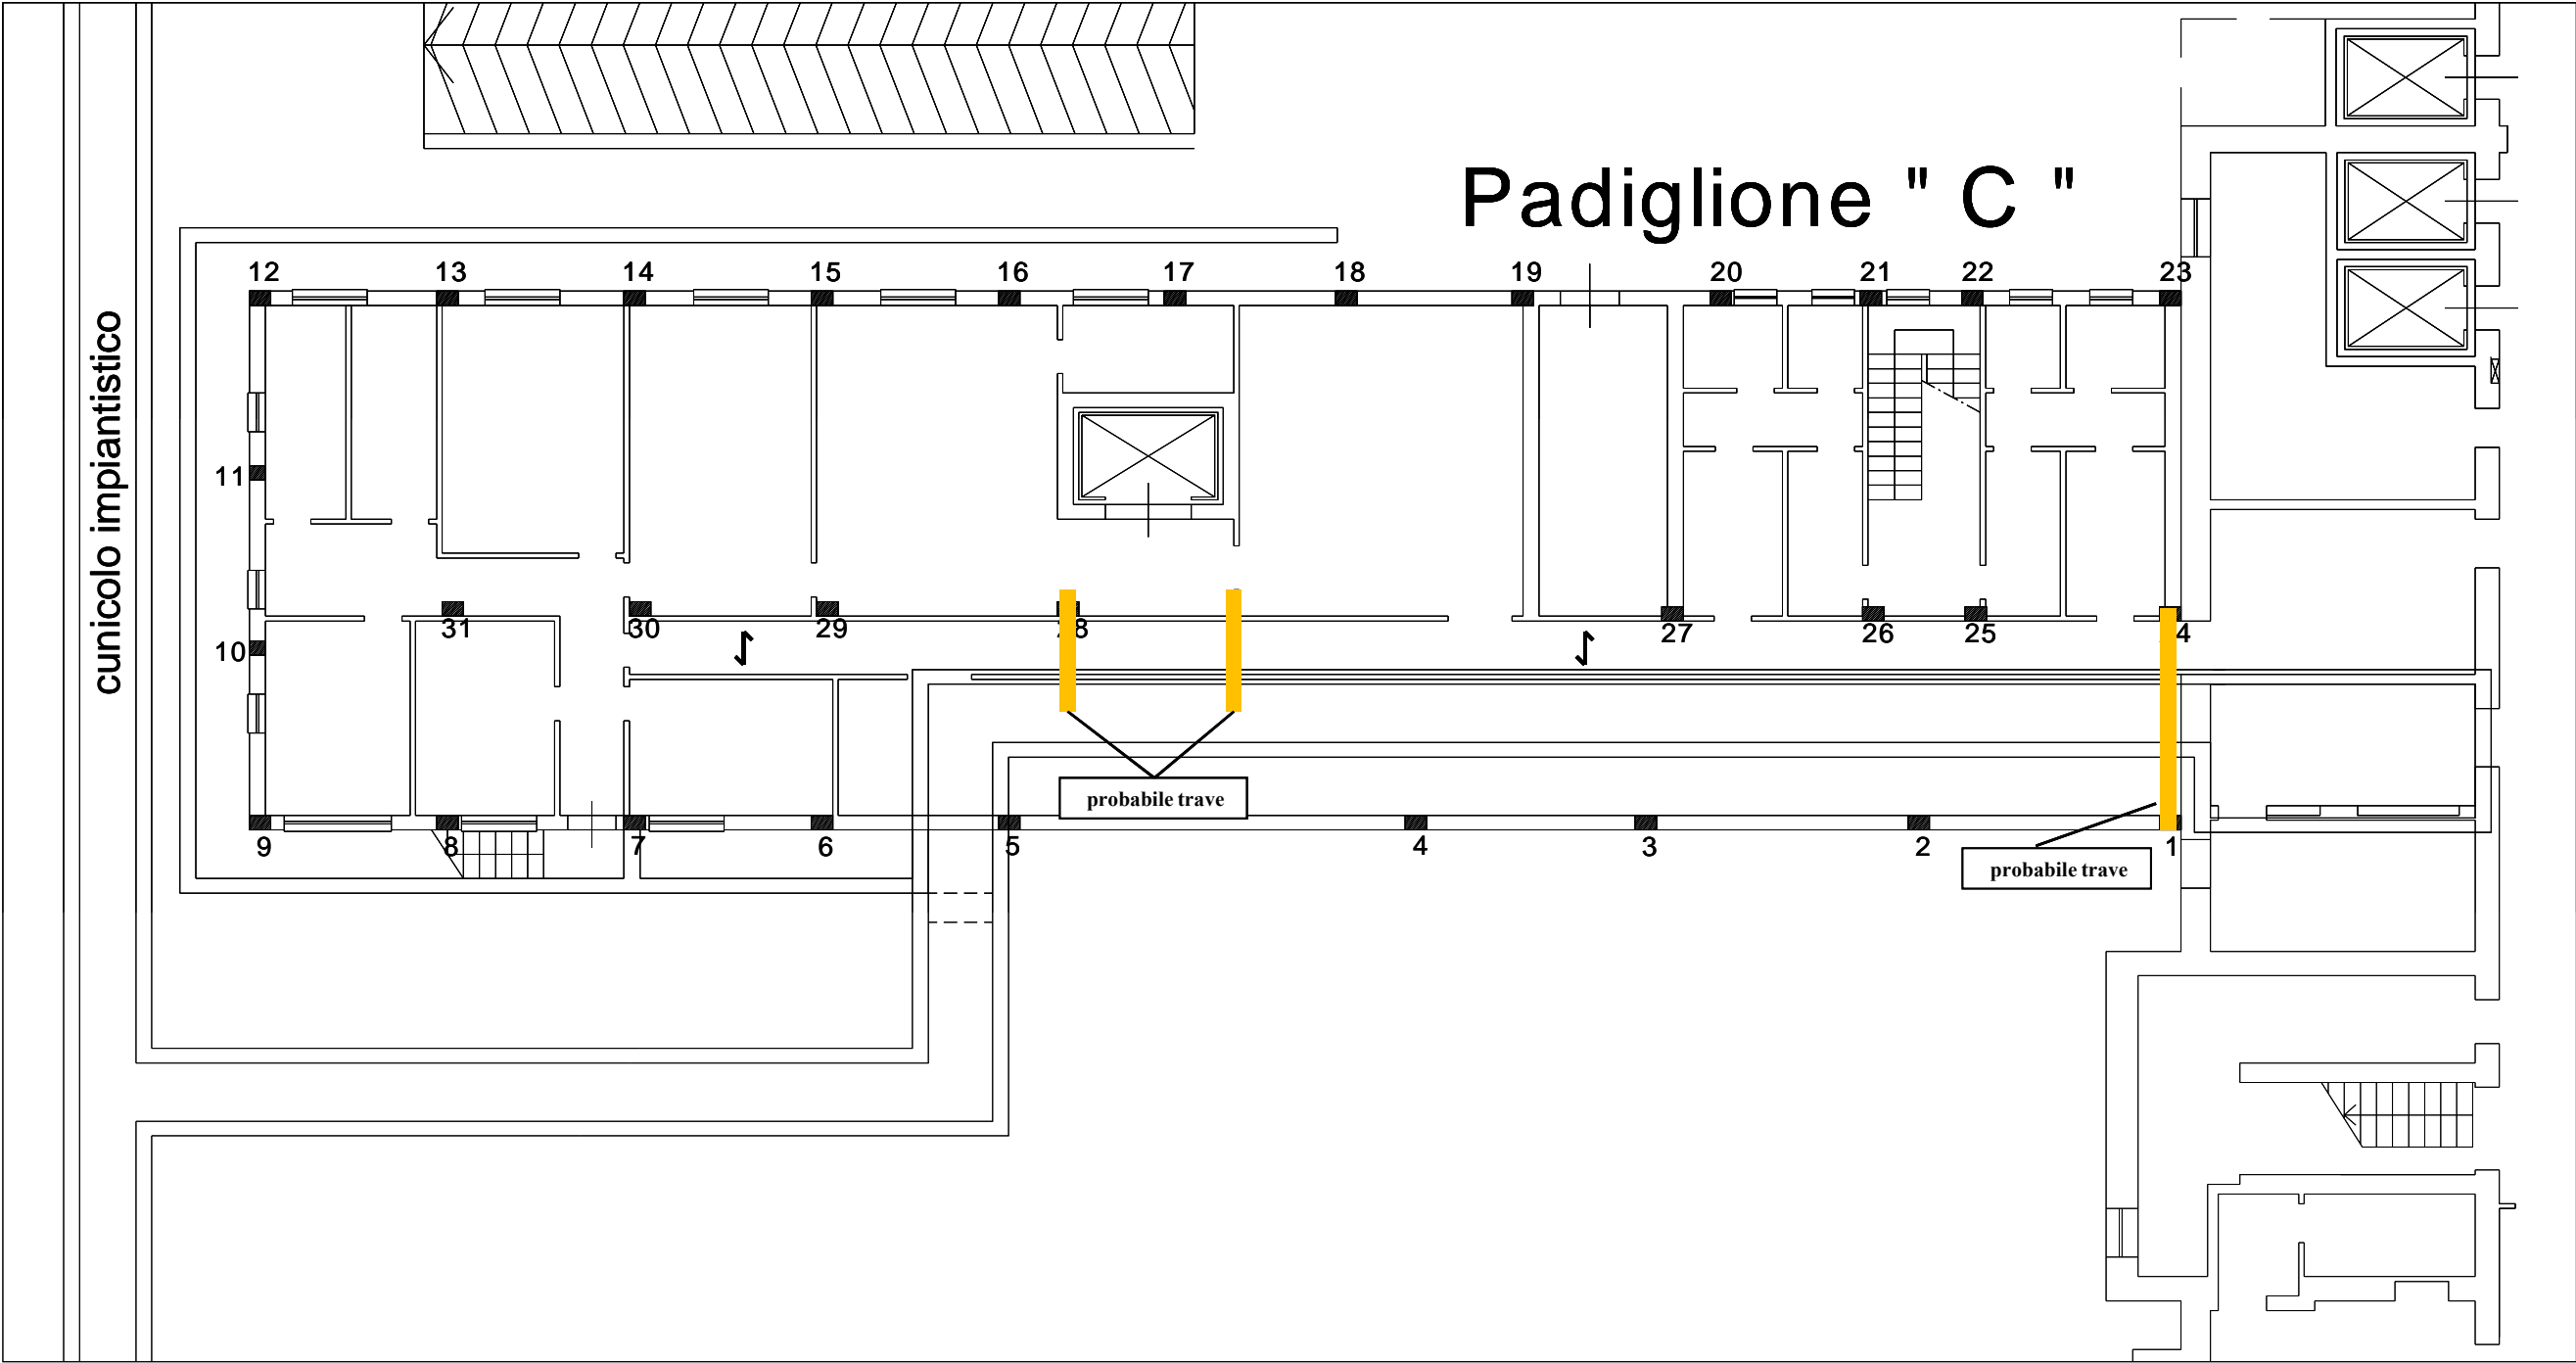 Padiglione " C "
12 13 14 15 16 17 18 19 20 21 22 23
cunicolo impiantistico
11
31 30 29 28 27 26 25 4
10
probabile trave
9 8 7 6 5 4 3 2 1
probabile trave